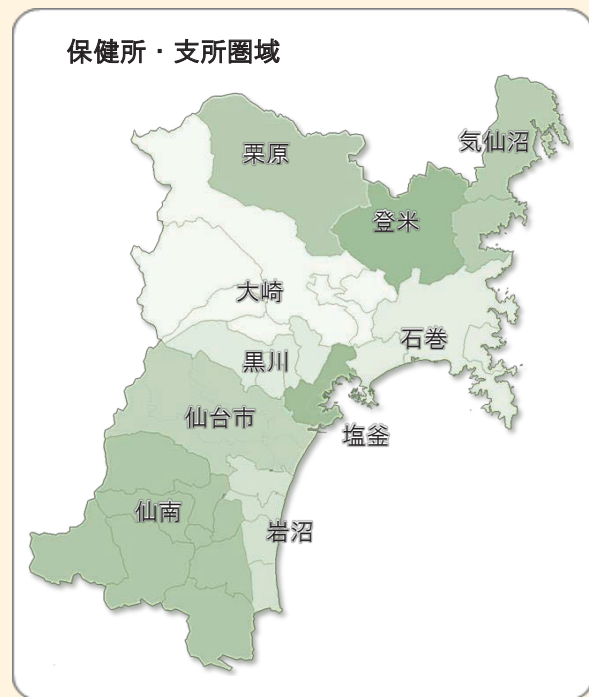 保健所・支所圏域
気仙沼
栗原
登米
大崎
石巻
黒川
仙台市
塩釜
仙南
岩沼